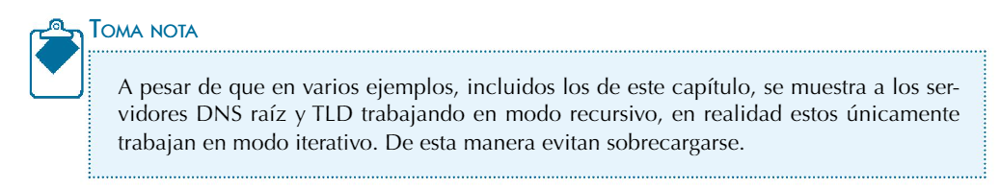 TOMA NOTA
A pesar de que en varios ejemplos, incluidos los de este capítulo, se muestra a los ser-
vidores DNS raíz y TLD trabajando en modo recursivo, en realidad estos únicamente
trabajan en modo iterativo. De esta manera evitan sobrecargarse.